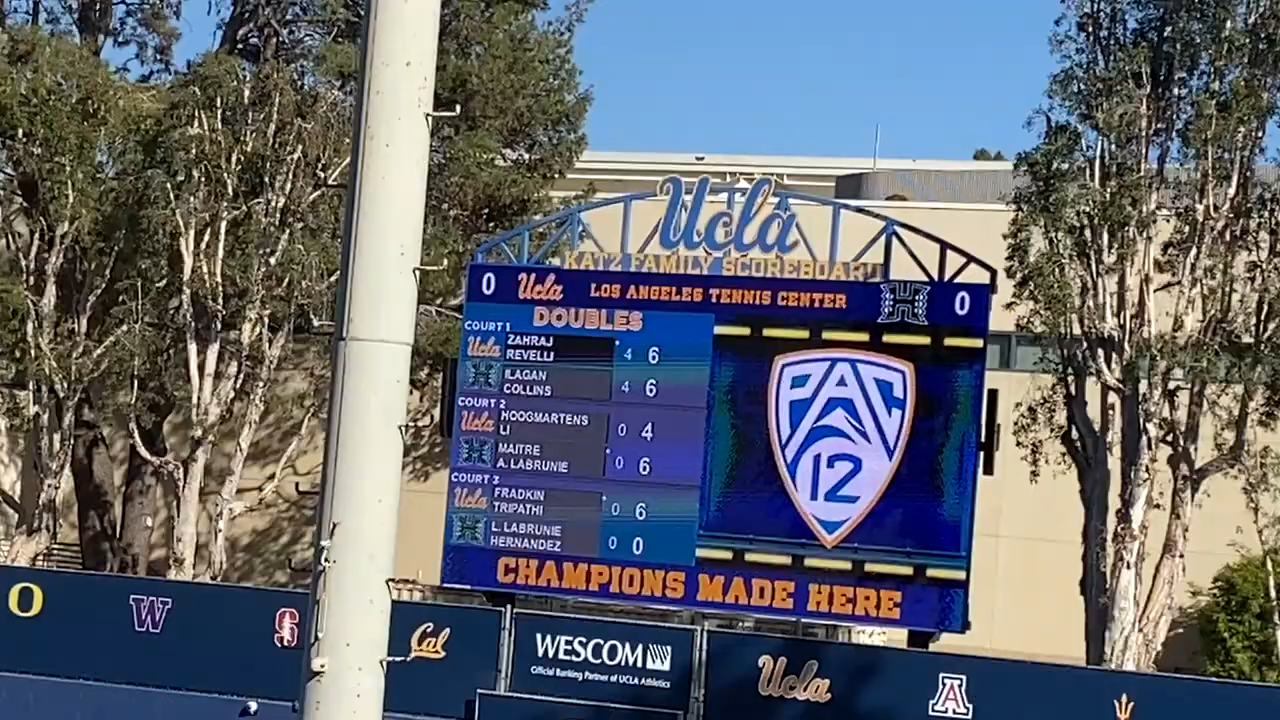 Ucla
KATZ FAMILY SCOREBOARD
0 Ucla LOS ANGELES TENNIS CENTER H 0
DOUBLES
COURT 1
Ucla ZAHRAJ
REVELLI 4 6
ILAGAN
COLLINS 4 6
COURT 2
Ucla HOOGMARTENS
LI 0 4
MAITRE
A. LABRUNIE 0 6
COURT 3
Ucla FRADKIN
TRIPATHI 0 6
L. LABRUNIE
HERNANDEZ 0 0
PAC
12
CHAMPIONS MADE HERE
O W S Cal
WESCOM
Official Banking Partner of UCLA Athletics
Ucla A